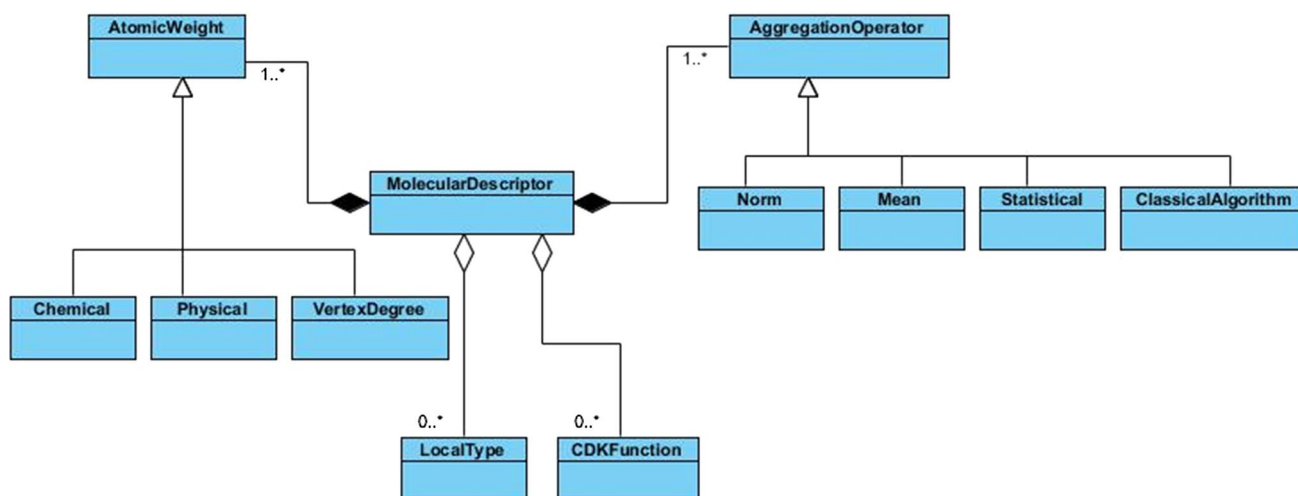 AtomicWeight
AggregationOperator
1..*
1..*
MolecularDescriptor
Norm
Mean
Statistical
ClassicalAlgorithm
Chemical
Physical
VertexDegree
0..*
0..*
LocalType
CDKFunction